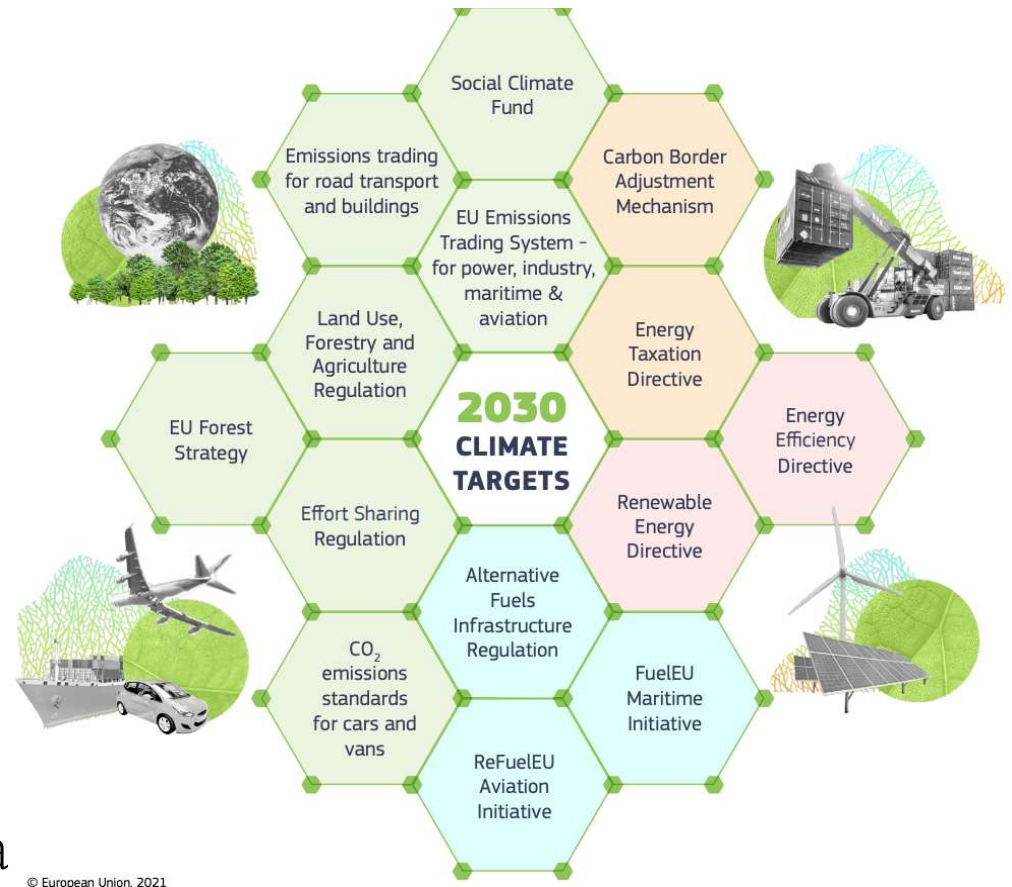 Social Climate
Fund
Emissions trading
for road transport
and buildings
Carbon Border
Adjustment
Mechanism
EU Emissions
Trading System -
for power, industry,
maritime &
aviation
Land Use,
Forestry and
Agriculture
Regulation
Energy
Taxation
Directive
EU Forest
Strategy
2030
CLIMATE
TARGETS
Energy
Efficiency
Directive
Effort Sharing
Regulation
Renewable
Energy
Directive
Alternative
Fuels
Infrastructure
Regulation
CO₂
emissions
standards
for cars and
vans
FuelEU
Maritime
Initiative
ReFuelEU
Aviation
Initiative
a
© European Union, 2021